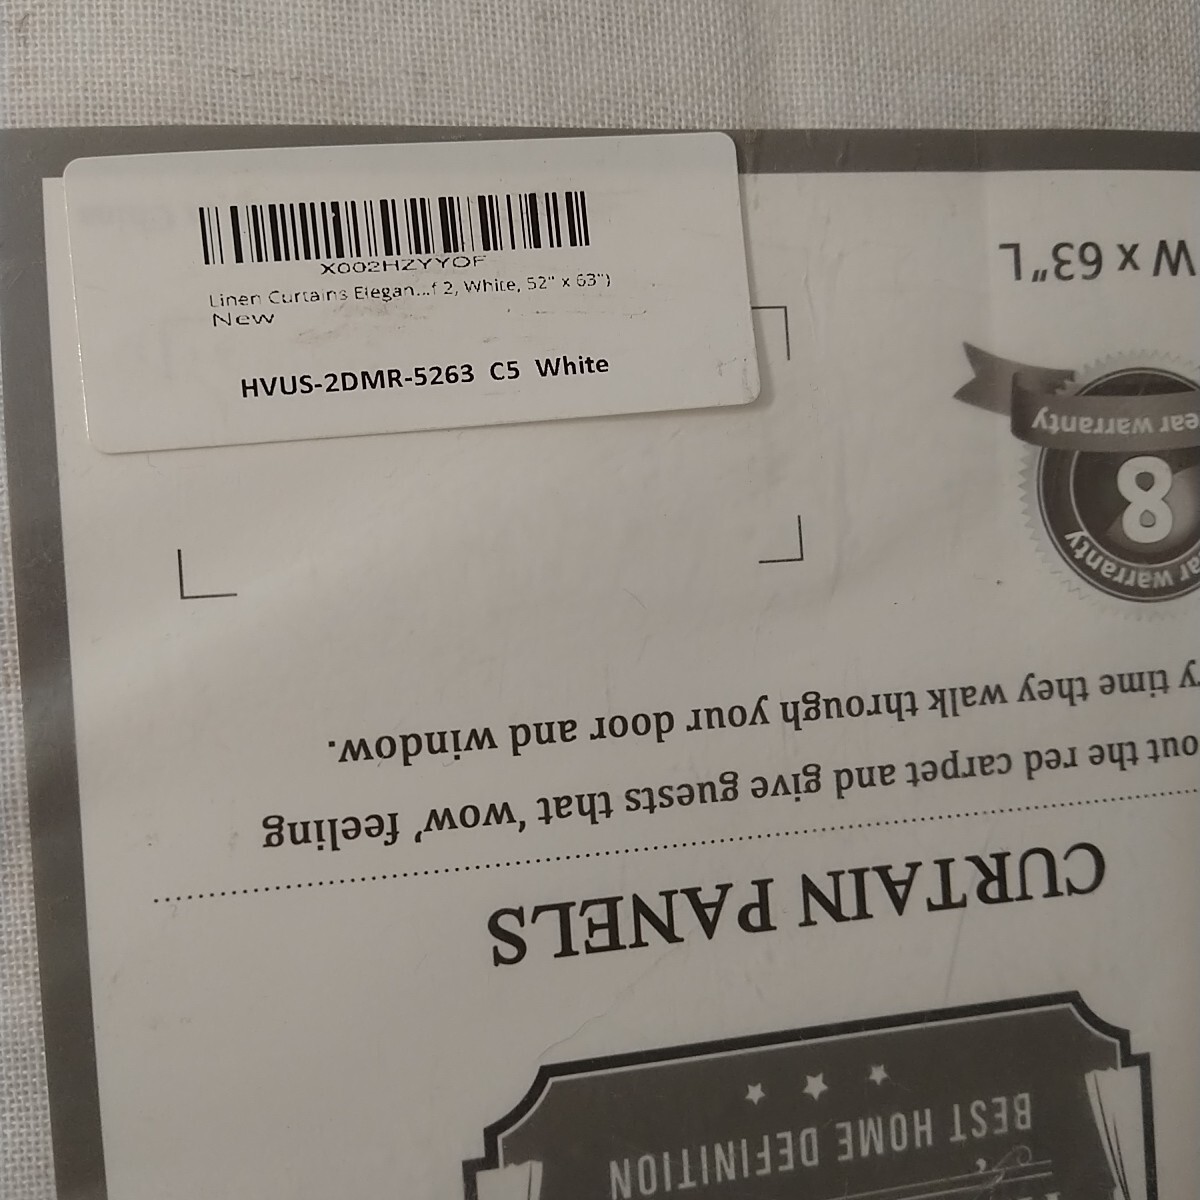 X002HZYYOF
Linen Curtains Elegan...f 2, White, 52" x 63")
New
HVUS-2DMR-5263 C5 White
BEST HOME DEFINITION
CURTAIN PANELS
out the red carpet and give guests that 'wow' feeling
time they walk through your door and window.
warranty
8
warranty
W x 63"L